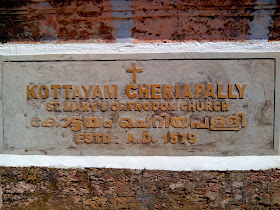 KOTTAYAM CHERIAPALLY
ST. MARY'S ORTHODOX CHURCH
കോട്ടയം ചെറിയപള്ളി
ESTD: A.D. 1579